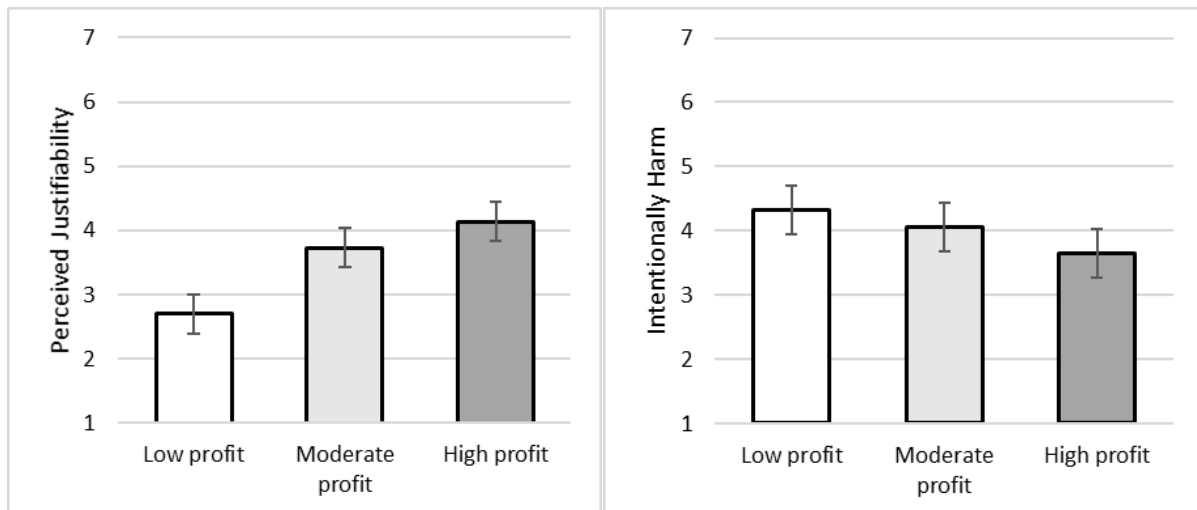 Perceived Justifiability
7
6
5
4
3
2
1
Low profit
Moderate
profit
High profit
Intentionally Harm
7
6
5
4
3
2
1
Low profit
Moderate
profit
High profit